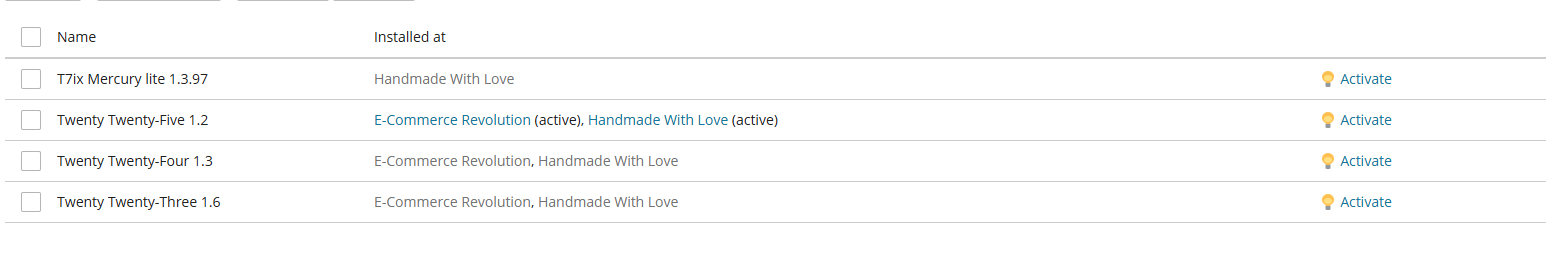 Name Installed at
T7ix Mercury lite 1.3.97 Handmade With Love Activate
Twenty Twenty-Five 1.2 E-Commerce Revolution (active), Handmade With Love (active) Activate
Twenty Twenty-Four 1.3 E-Commerce Revolution, Handmade With Love Activate
Twenty Twenty-Three 1.6 E-Commerce Revolution, Handmade With Love Activate